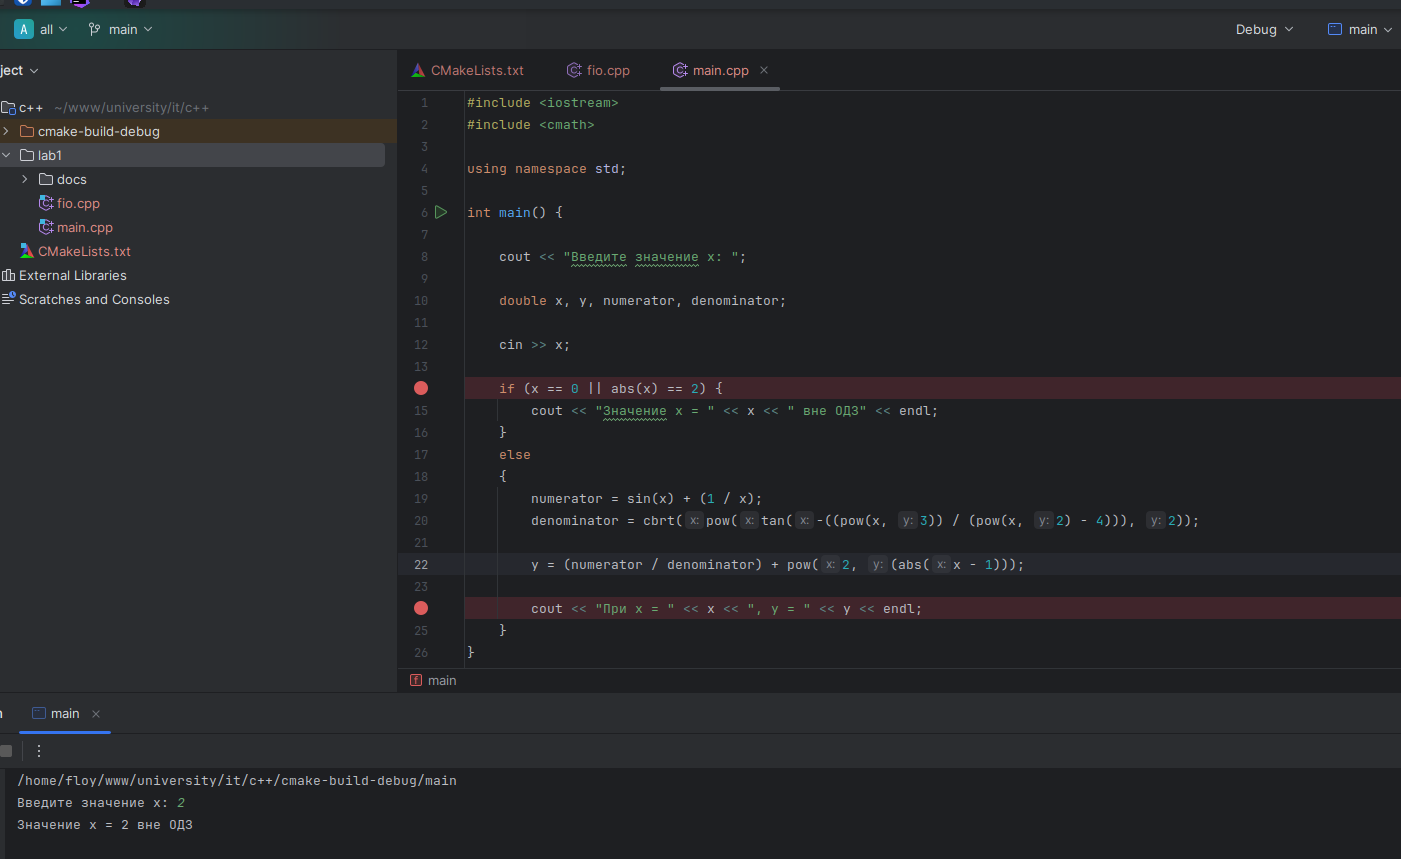 A all main Debug main
ject
CMakeLists.txt fio.cpp main.cpp
c++ ~/www/university/it/c++
cmake-build-debug
lab1
docs
fio.cpp
main.cpp
CMakeLists.txt
External Libraries
Scratches and Consoles
1 #include <iostream>
2 #include <cmath>
3
4 using namespace std;
5
6 int main() {
7
8 cout << "Введите значение x: ";
9
10 double x, y, numerator, denominator;
11
12 cin >> x;
13
if (x == 0 || abs(x) == 2) {
15 cout << "Значение x = " << x << " вне ОДЗ" << endl;
16 }
17 else
18 {
19 numerator = sin(x) + (1 / x);
20 denominator = cbrt( x: pow( x: tan( x: -((pow(x, y: 3)) / (pow(x, y: 2) - 4))), y: 2));
21
22 y = (numerator / denominator) + pow( x: 2, y: (abs( x: x - 1)));
23
cout << "При x = " << x << ", y = " << y << endl;
25 }
26 }
f main
main
/home/floy/www/university/it/c++/cmake-build-debug/main
Введите значение x: 2
Значение x = 2 вне ОДЗ